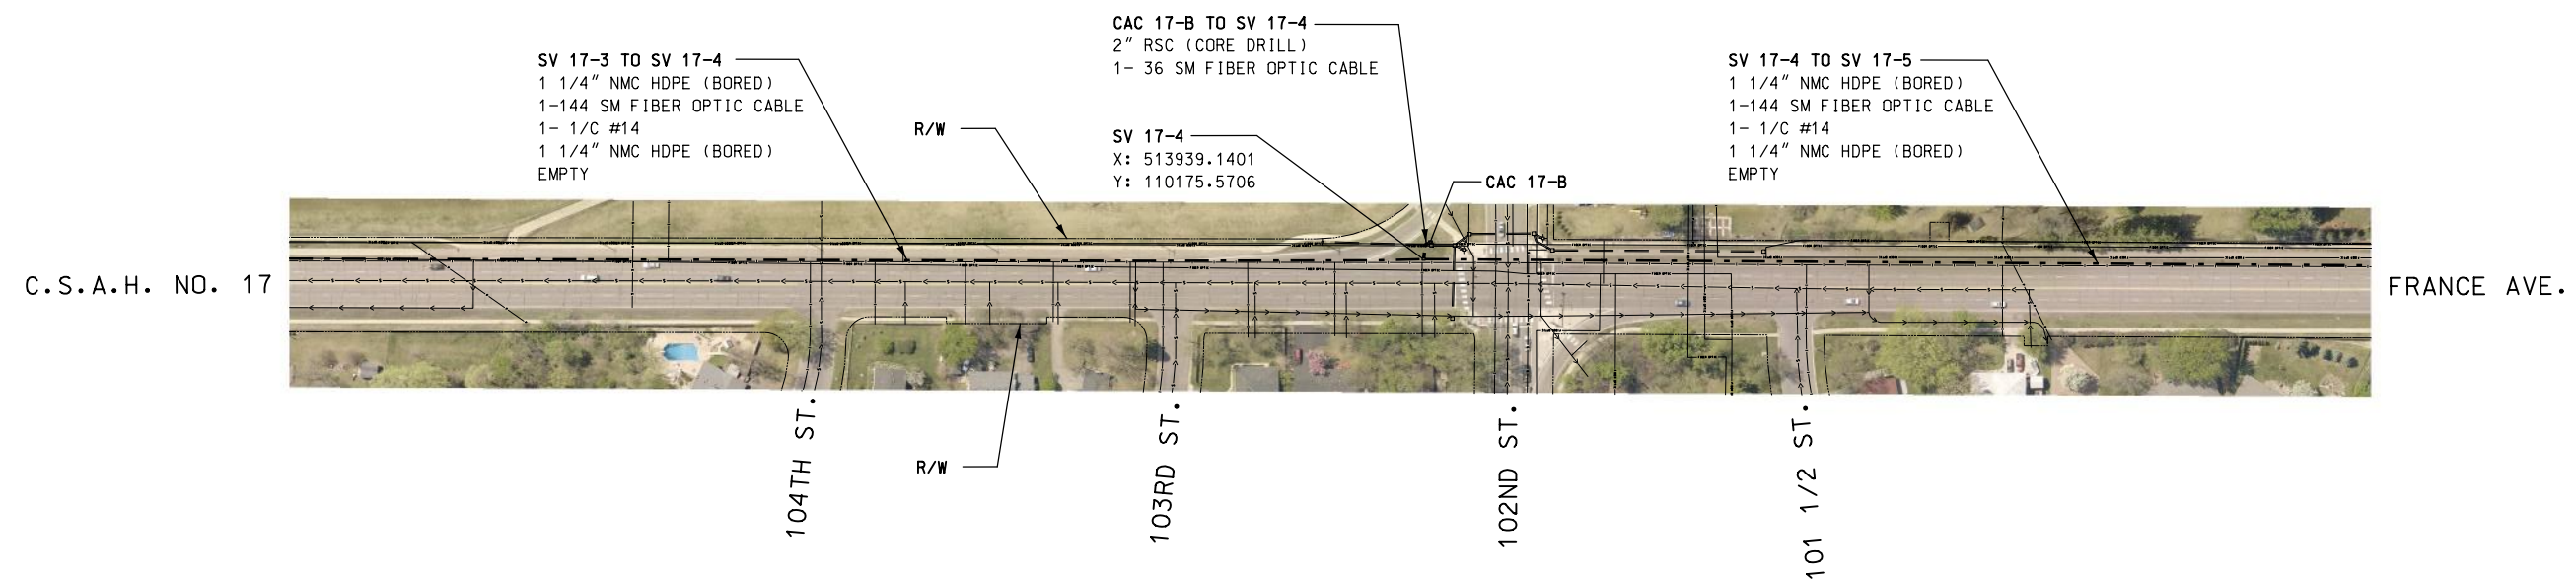 CAC 17-B TO SV 17-4
2" RSC (CORE DRILL)
1- 36 SM FIBER OPTIC CABLE
SV 17-3 TO SV 17-4
1 1/4" NMC HDPE (BORED)
1-144 SM FIBER OPTIC CABLE
1- 1/C #14
1 1/4" NMC HDPE (BORED)
EMPTY
R/W
SV 17-4
X: 513939.1401
Y: 110175.5706
CAC 17-B
SV 17-4 TO SV 17-5
1 1/4" NMC HDPE (BORED)
1-144 SM FIBER OPTIC CABLE
1- 1/C #14
1 1/4" NMC HDPE (BORED)
EMPTY
C.S.A.H. NO. 17
FRANCE AVE.
R/W
104TH ST.
103RD ST.
102ND ST.
101 1/2 ST.